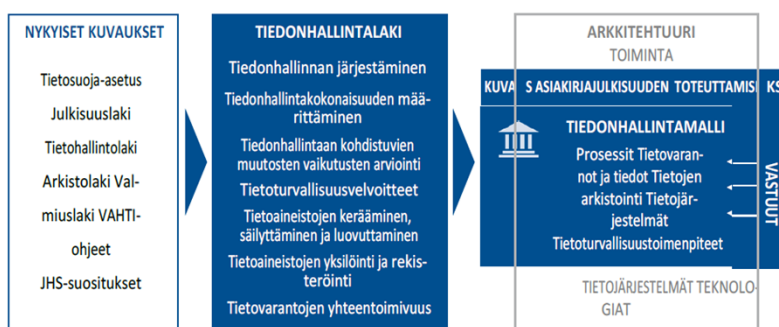 NYKYISET KUVAUKSET
Tietosuoja-asetus
Julkisuuslaki
Tietohallintolaki
Arkistolaki Val-
miuslaki VAHTI-
ohjeet
JHS-suositukset
TIEDONHALLINTALAKI
Tiedonhallinnan järjestäminen
Tiedonhallintakokonaisuuden mää-
rittäminen
Tiedonhallintaan kohdistuvien
muutosten vaikutusten arviointi
Tietoturvallisuusvelvoitteet
Tietoaineistojen kerääminen,
säilyttäminen ja luovuttaminen
Tietoaineistojen yksilöinti ja rekis-
teröinti
Tietovarantojen yhteentoimivuus
ARKKITEHTUURI
TOIMINTA
KUVA S ASIAKIRJAJULKISUUDEN TOTEUTTAMISI KS
TIEDONHALLINTAMALLI
Prosessit Tietovaran-
not ja tiedot Tietojen
arkistointi Tietojär-
jestelmät
Tietoturvallisuustoimenpiteet
VASTUUT
TIETOJÄRJESTELMÄT TEKNOLO-
GIAT